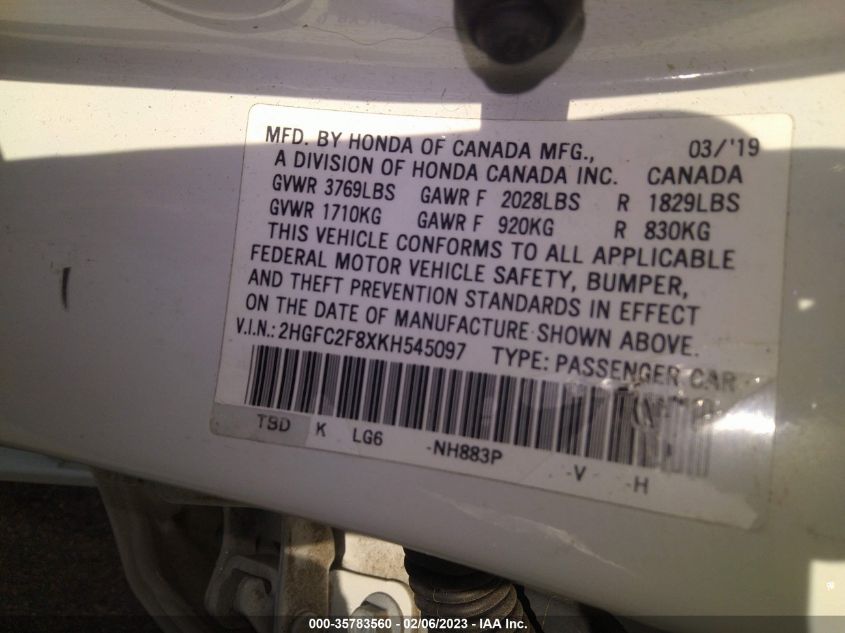 MFD. BY HONDA OF CANADA MFG., 03/'19
A DIVISION OF HONDA CANADA INC. CANADA
GVWR 3769LBS GAWR F 2028LBS R 1829LBS
GVWR 1710KG GAWR F 920KG R 830KG
THIS VEHICLE CONFORMS TO ALL APPLICABLE
FEDERAL MOTOR VEHICLE SAFETY, BUMPER,
AND THEFT PREVENTION STANDARDS IN EFFECT
ON THE DATE OF MANUFACTURE SHOWN ABOVE.
V.I.N.: 2HGFC2F8XKH545097 TYPE: PASSENGER CAR
TBD K LG6 -NH883P -V -H
000-35783560 - 02/06/2023 - IAA Inc.